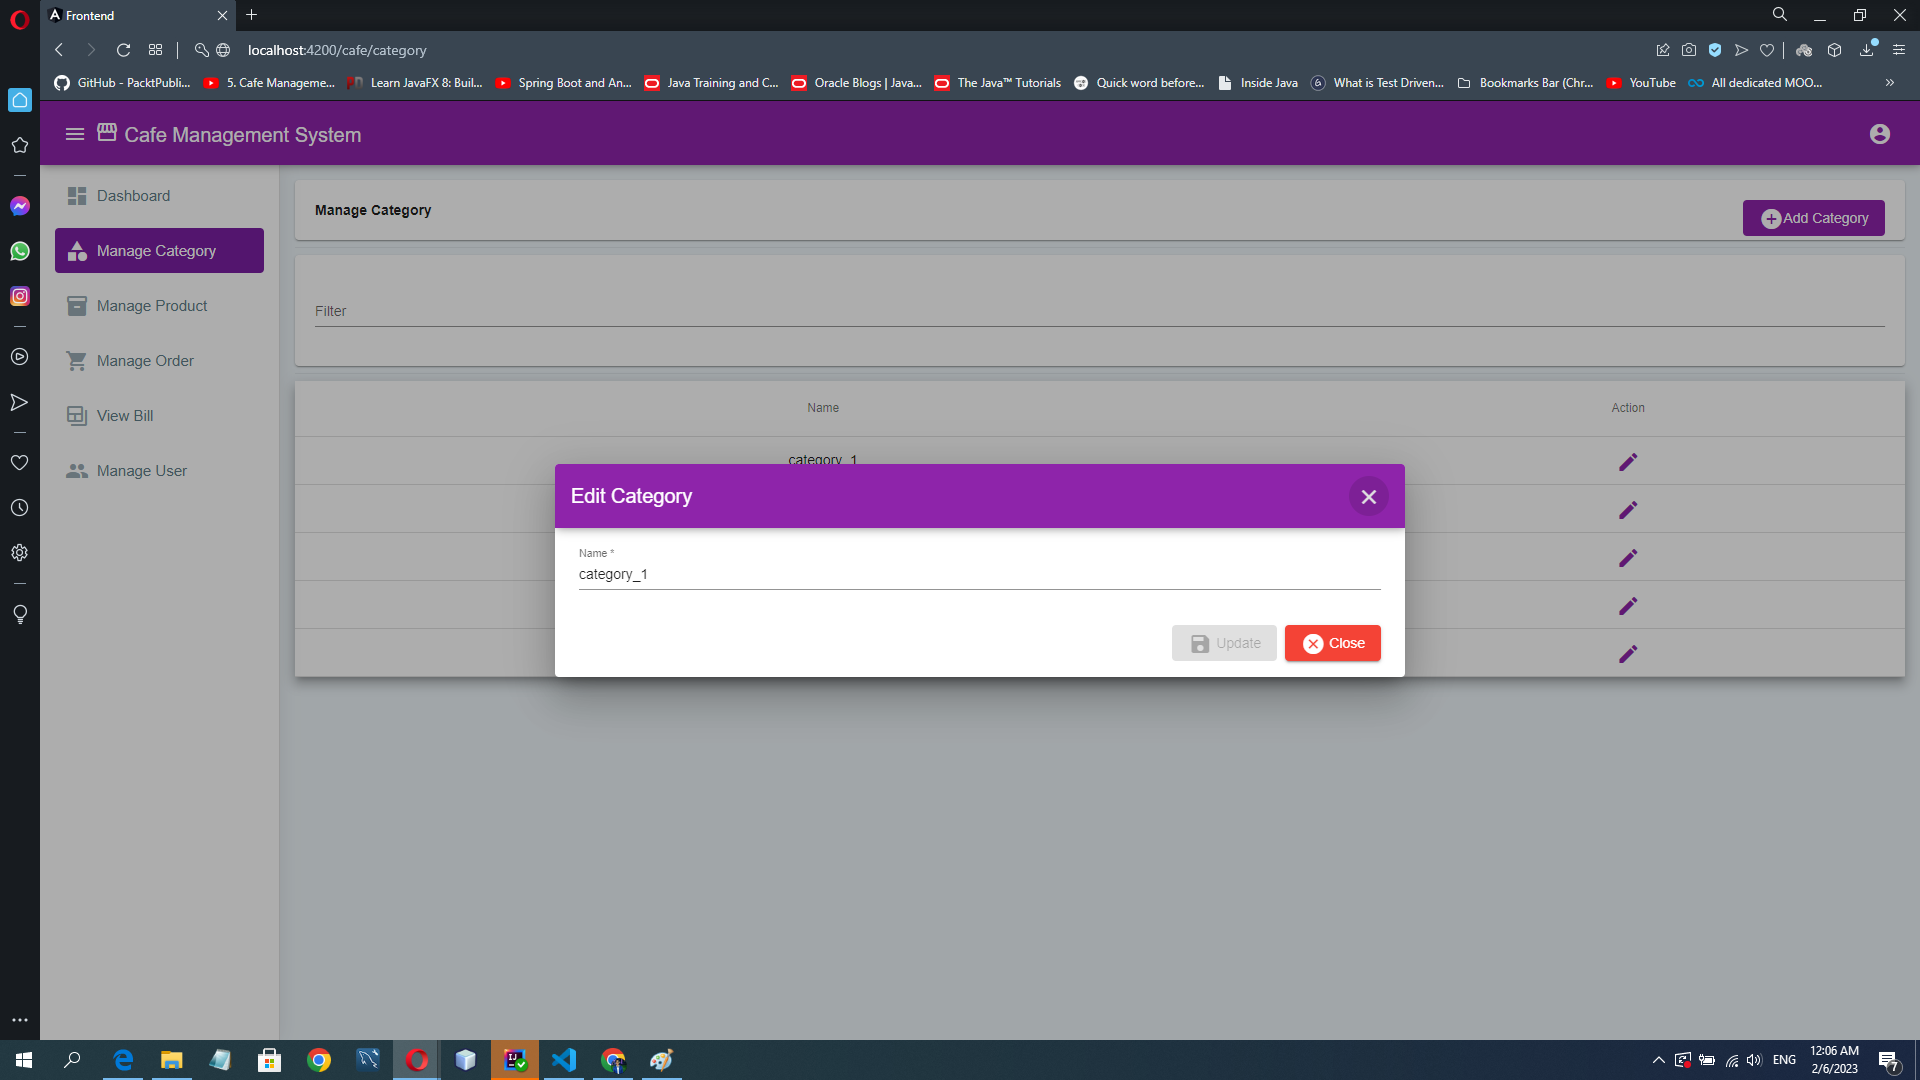 Frontend
localhost:4200/cafe/category
GitHub - PacktPubli... 5. Cafe Manageme... Learn JavaFX 8: Buil... Spring Boot and An... Java Training and C... Oracle Blogs | Java... The Java™ Tutorials Quick word before... Inside Java What is Test Driven... Bookmarks Bar (Chr... YouTube All dedicated MOO... »
Cafe Management System
Dashboard
Manage Category
Manage Product
Manage Order
View Bill
Manage User
Manage Category
Add Category
Filter
Name Action
category_1
Edit Category
Name *
category_1
Update Close
ENG
12:06 AM
2/6/2023
7